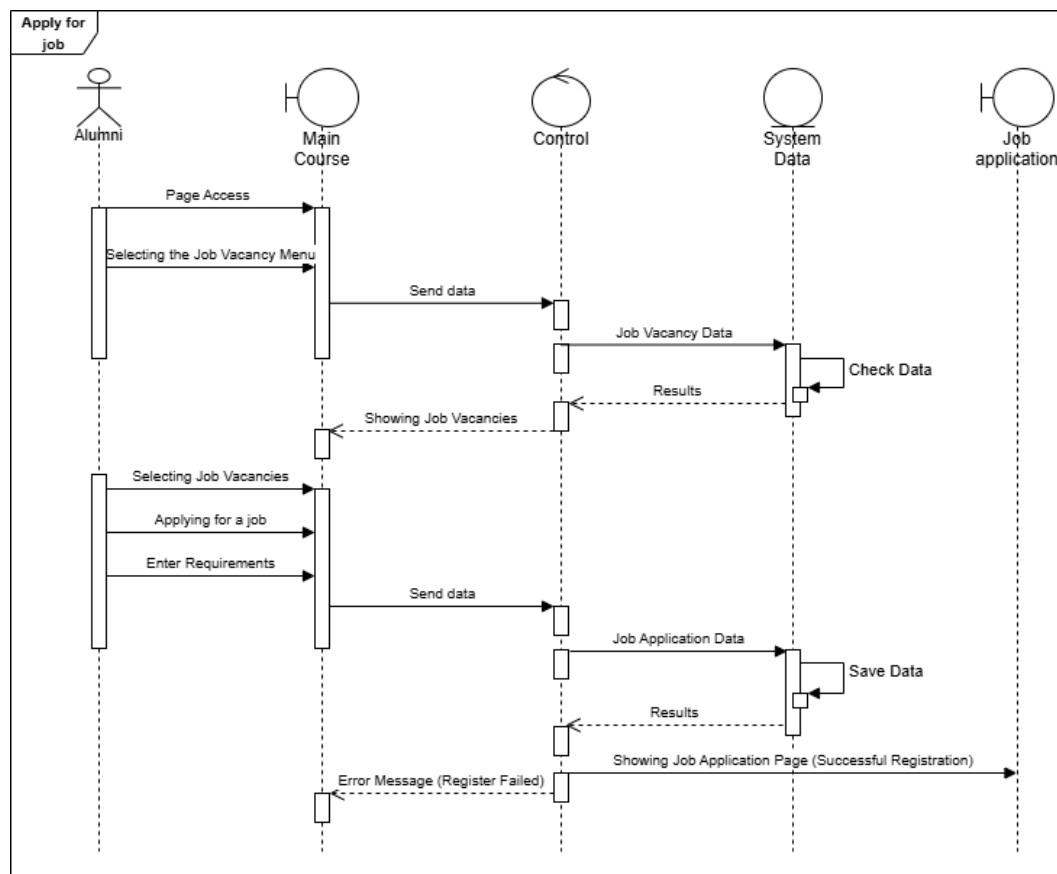 Apply for
job
Alumni
Main
Course
Control
System
Data
Job
application
Page Access
Selecting the Job Vacancy Menu
Send data
Job Vacancy Data
Check Data
Results
Showing Job Vacancies
Selecting Job Vacancies
Applying for a job
Enter Requirements
Send data
Job Application Data
Save Data
Results
Showing Job Application Page (Successful Registration)
Error Message (Register Failed)